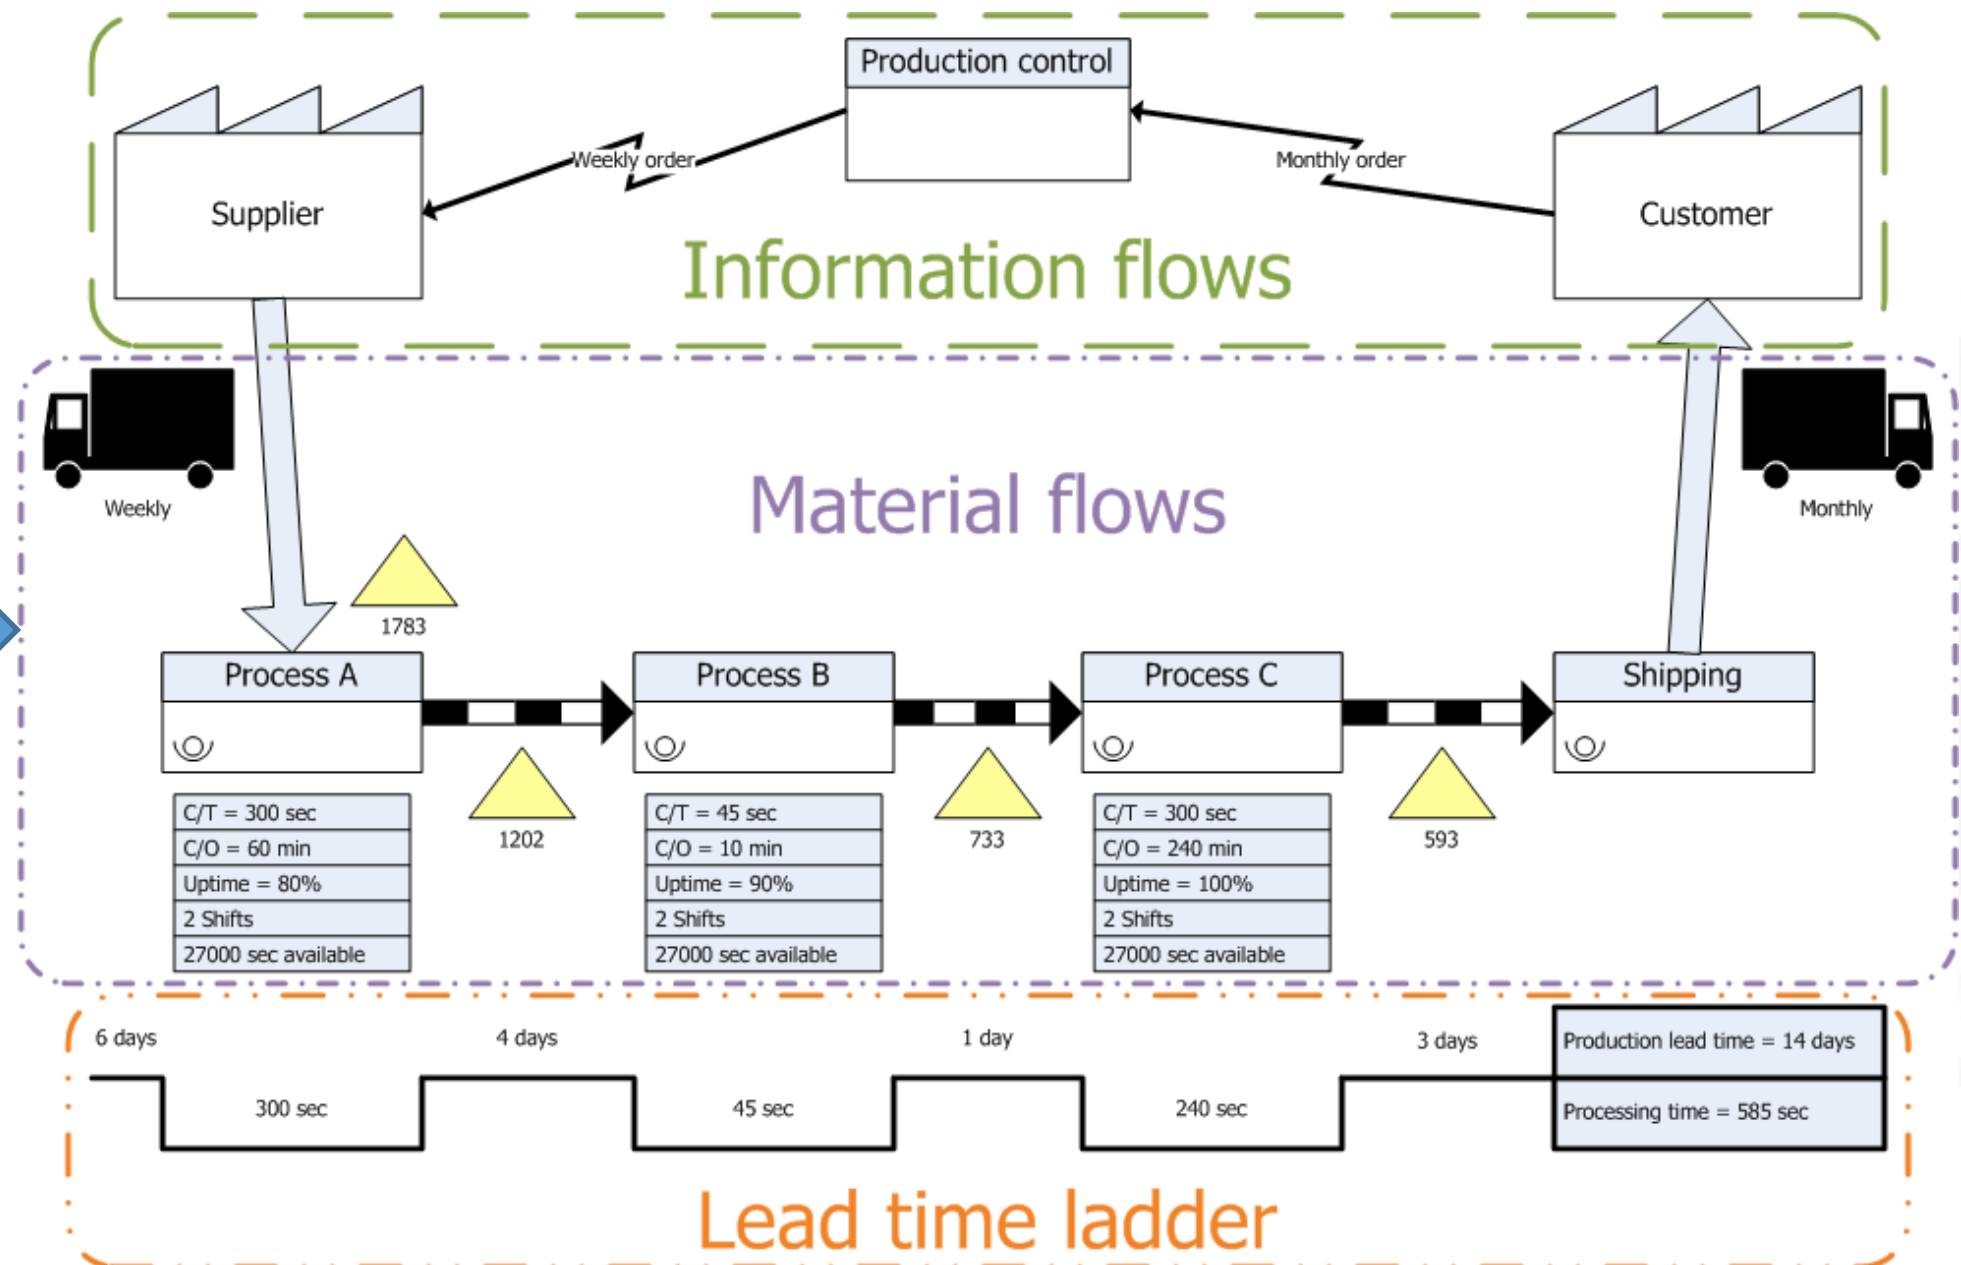 Production control
Weekly order
Monthly order
Supplier
Customer
Information flows
Weekly
Material flows
Monthly
1783
Process A
Process B
Process C
Shipping
C/T = 300 sec
C/O = 60 min
Uptime = 80%
2 Shifts
27000 sec available
1202
C/T = 45 sec
C/O = 10 min
Uptime = 90%
2 Shifts
27000 sec available
733
C/T = 300 sec
C/O = 240 min
Uptime = 100%
2 Shifts
27000 sec available
593
6 days
4 days
1 day
3 days
Production lead time = 14 days
300 sec
45 sec
240 sec
Processing time = 585 sec
Lead time ladder